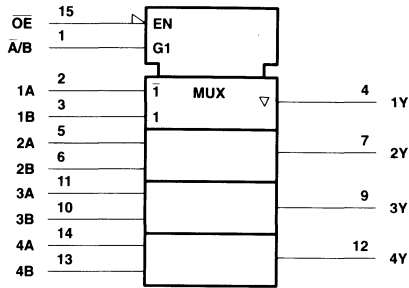 O̅E̅ 15 EN
A̅/B 1 G1
1A 2 1̅ MUX 4 1Y
1B 3 1
2A 5 7 2Y
2B 6
3A 11 9 3Y
3B 10
4A 14 12 4Y
4B 13